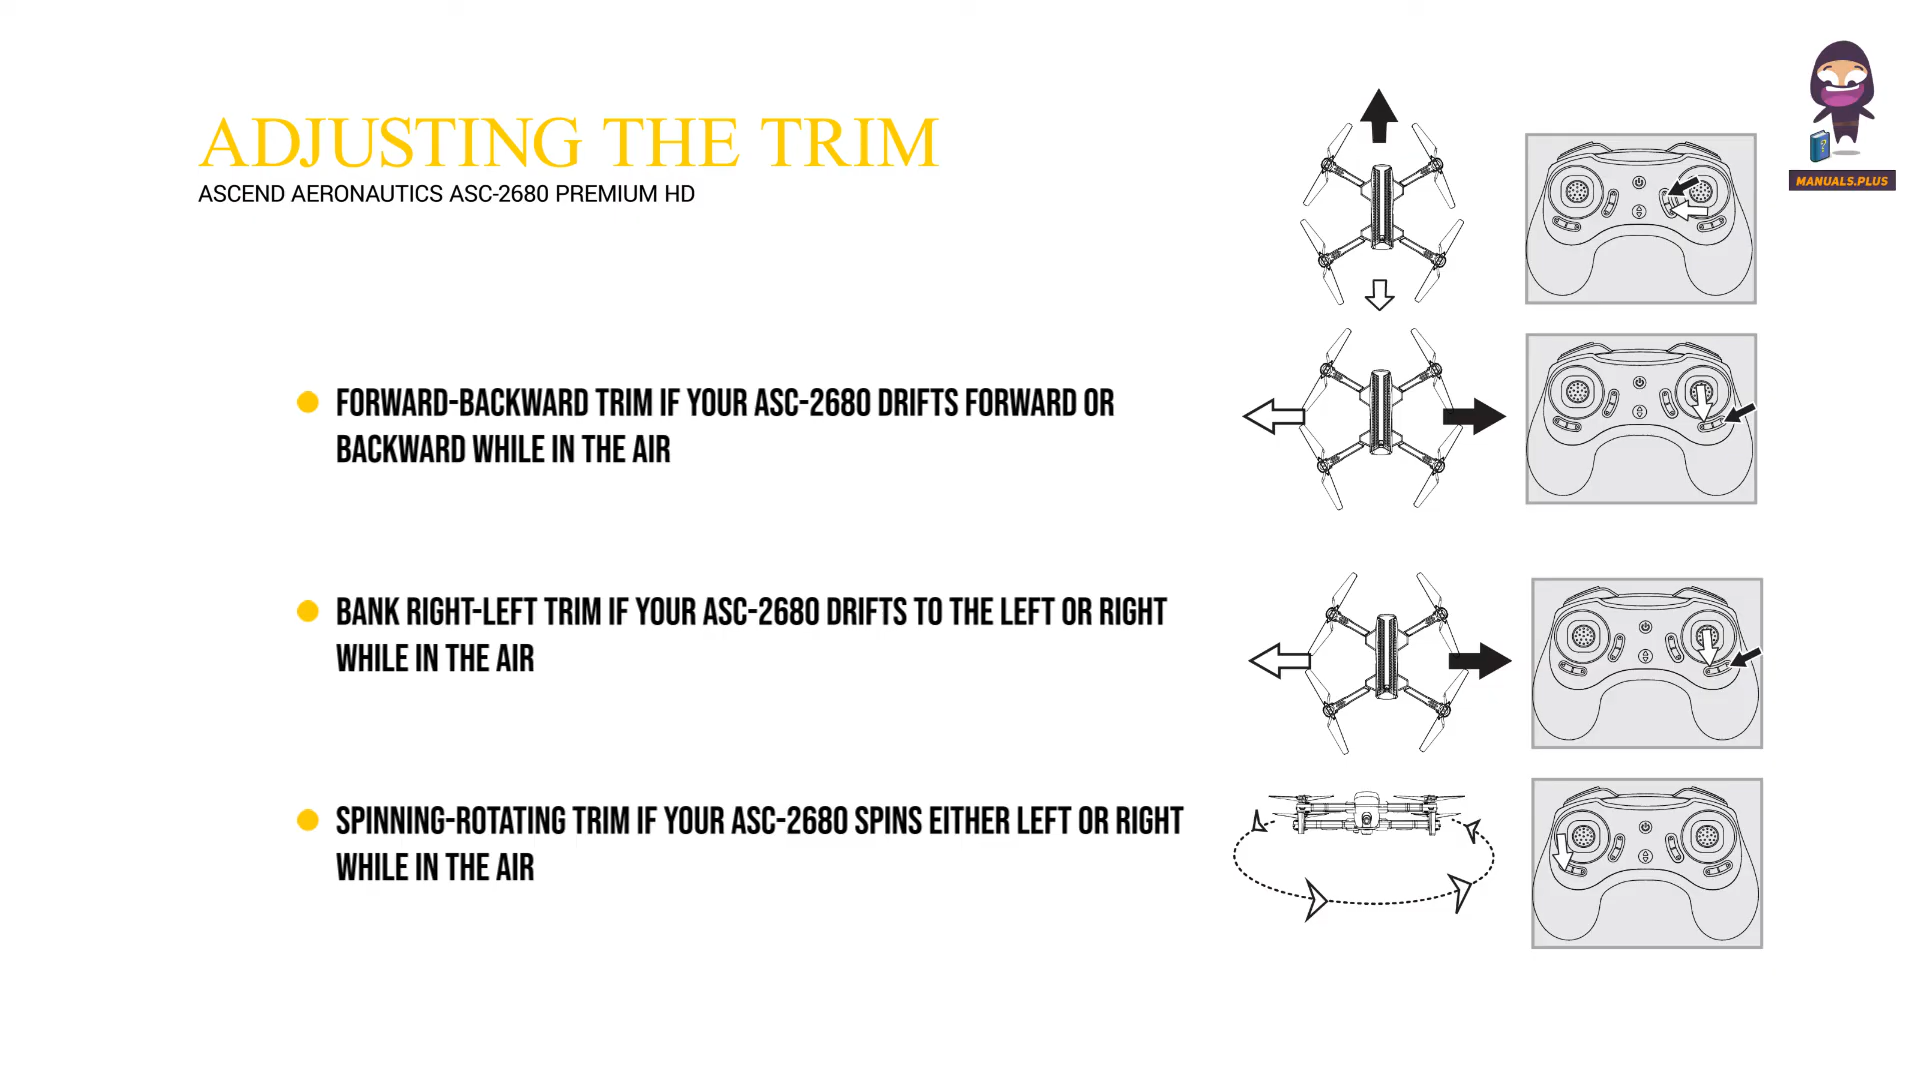 ADJUSTING THE TRIM
ASCEND AERONAUTICS ASC-2680 PREMIUM HD
MANUALS.PLUS
FORWARD-BACKWARD TRIM IF YOUR ASC-2680 DRIFTS FORWARD OR
BACKWARD WHILE IN THE AIR
BANK RIGHT-LEFT TRIM IF YOUR ASC-2680 DRIFTS TO THE LEFT OR RIGHT
WHILE IN THE AIR
SPINNING-ROTATING TRIM IF YOUR ASC-2680 SPINS EITHER LEFT OR RIGHT
WHILE IN THE AIR